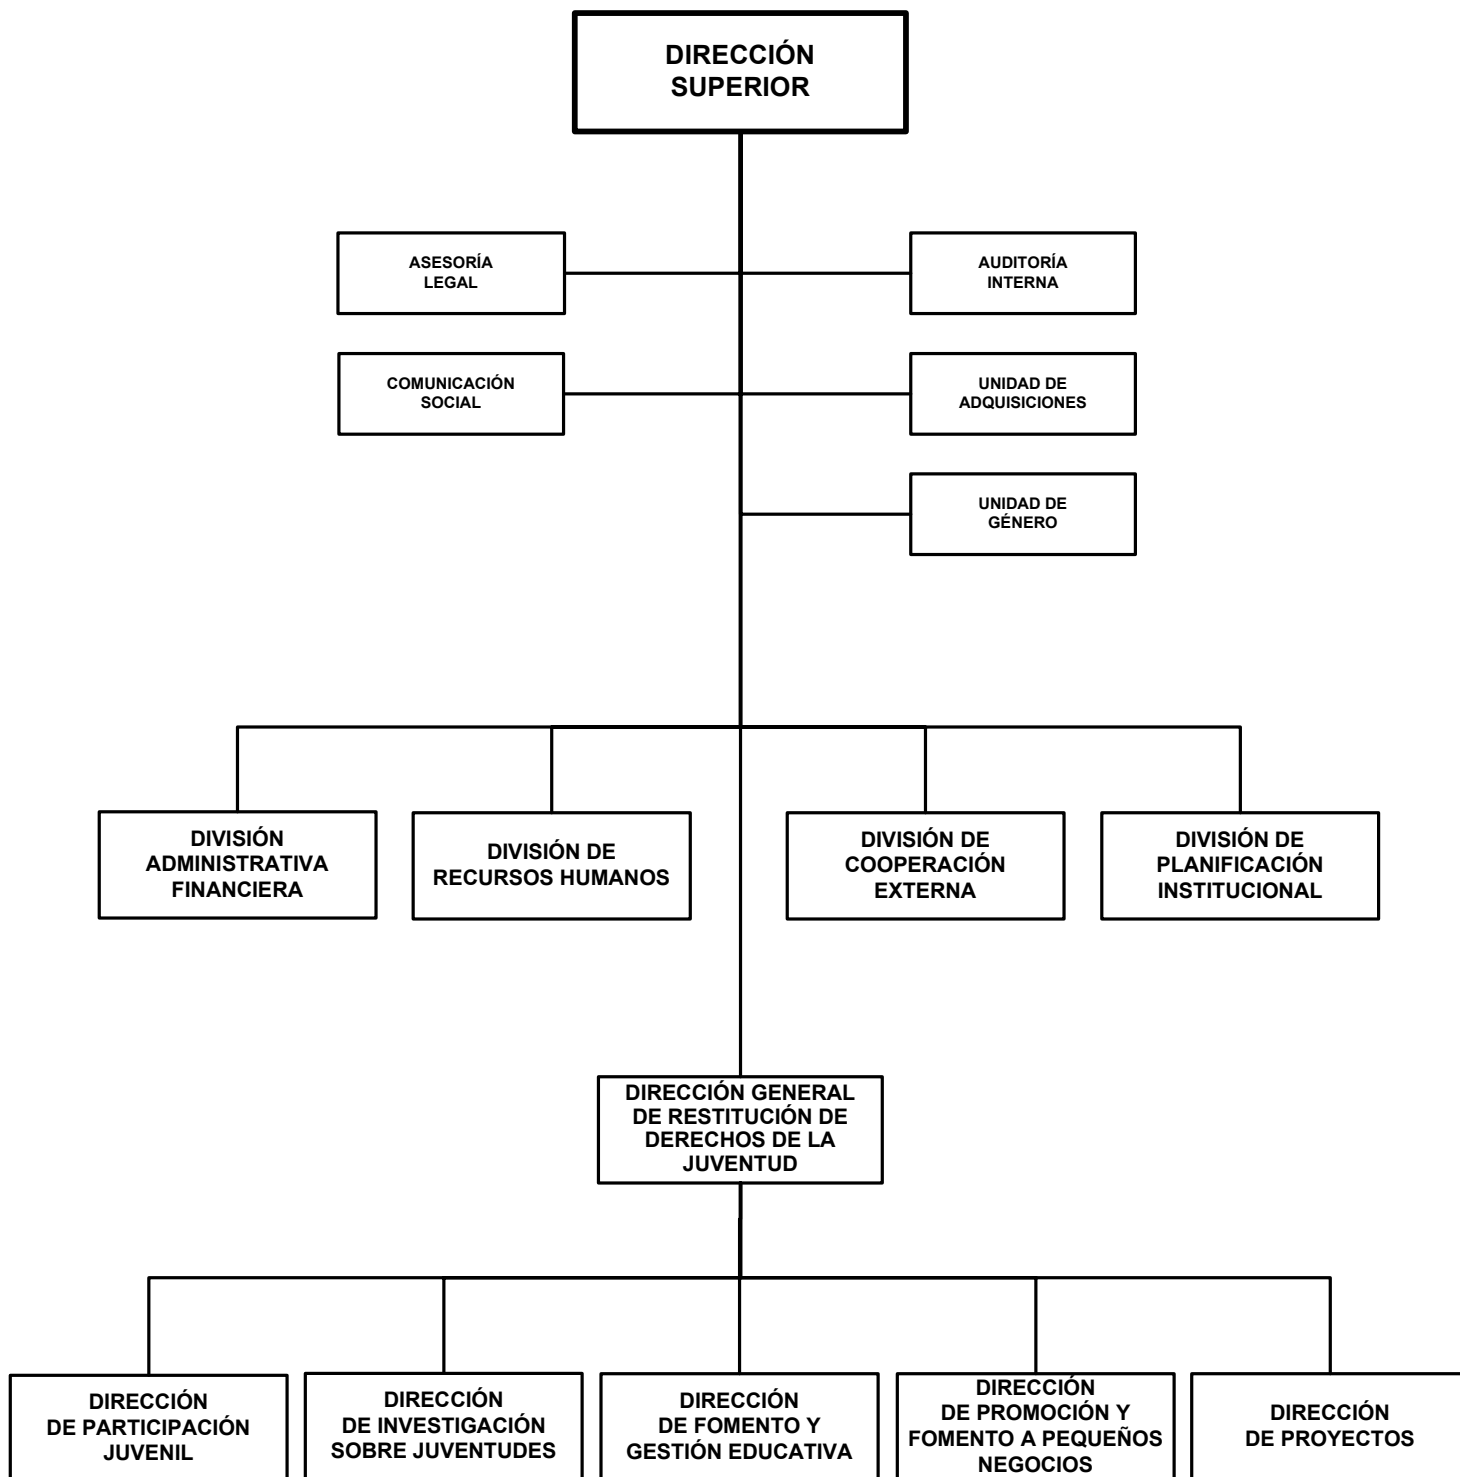 DIRECCIÓN
SUPERIOR
ASESORÍA
LEGAL
AUDITORÍA
INTERNA
COMUNICACIÓN
SOCIAL
UNIDAD DE
ADQUISICIONES
UNIDAD DE
GÉNERO
DIVISIÓN
ADMINISTRATIVA
FINANCIERA
DIVISIÓN DE
RECURSOS HUMANOS
DIVISIÓN DE
COOPERACIÓN
EXTERNA
DIVISIÓN DE
PLANIFICACIÓN
INSTITUCIONAL
DIRECCIÓN GENERAL
DE RESTITUCIÓN DE
DERECHOS DE LA
JUVENTUD
DIRECCIÓN
DE PARTICIPACIÓN
JUVENIL
DIRECCIÓN
DE INVESTIGACIÓN
SOBRE JUVENTUDES
DIRECCIÓN
DE FOMENTO Y
GESTIÓN EDUCATIVA
DIRECCIÓN
DE PROMOCIÓN Y
FOMENTO A PEQUEÑOS
NEGOCIOS
DIRECCIÓN
DE PROYECTOS